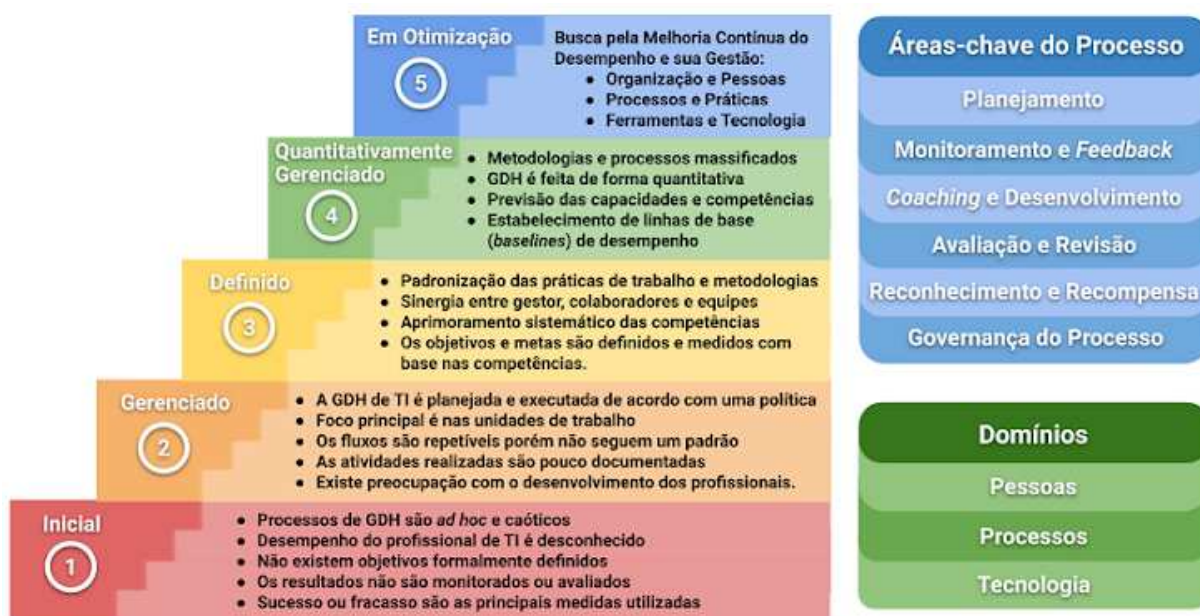 Em Otimização
5
Busca pela Melhoria Contínua do
Desempenho e sua Gestão:
● Organização e Pessoas
● Processos e Práticas
● Ferramentas e Tecnologia
Quantitativamente
Gerenciado
4
● Metodologias e processos massificados
● GDH é feita de forma quantitativa
● Previsão das capacidades e competências
● Estabelecimento de linhas de base
(baselines) de desempenho
Definido
3
● Padronização das práticas de trabalho e metodologias
● Sinergia entre gestor, colaboradores e equipes
● Aprimoramento sistemático das competências
● Os objetivos e metas são definidos e medidos com
base nas competências.
Gerenciado
2
● A GDH de TI é planejada e executada de acordo com uma política
● Foco principal é nas unidades de trabalho
● Os fluxos são repetíveis porém não seguem um padrão
● As atividades realizadas são pouco documentadas
● Existe preocupação com o desenvolvimento dos profissionais.
Inicial
1
● Processos de GDH são ad hoc e caóticos
● Desempenho do profissional de TI é desconhecido
● Não existem objetivos formalmente definidos
● Os resultados não são monitorados ou avaliados
● Sucesso ou fracasso são as principais medidas utilizadas
Áreas-chave do Processo
Planejamento
Monitoramento e Feedback
Coaching e Desenvolvimento
Avaliação e Revisão
Reconhecimento e Recompensa
Governança do Processo
Domínios
Pessoas
Processos
Tecnologia